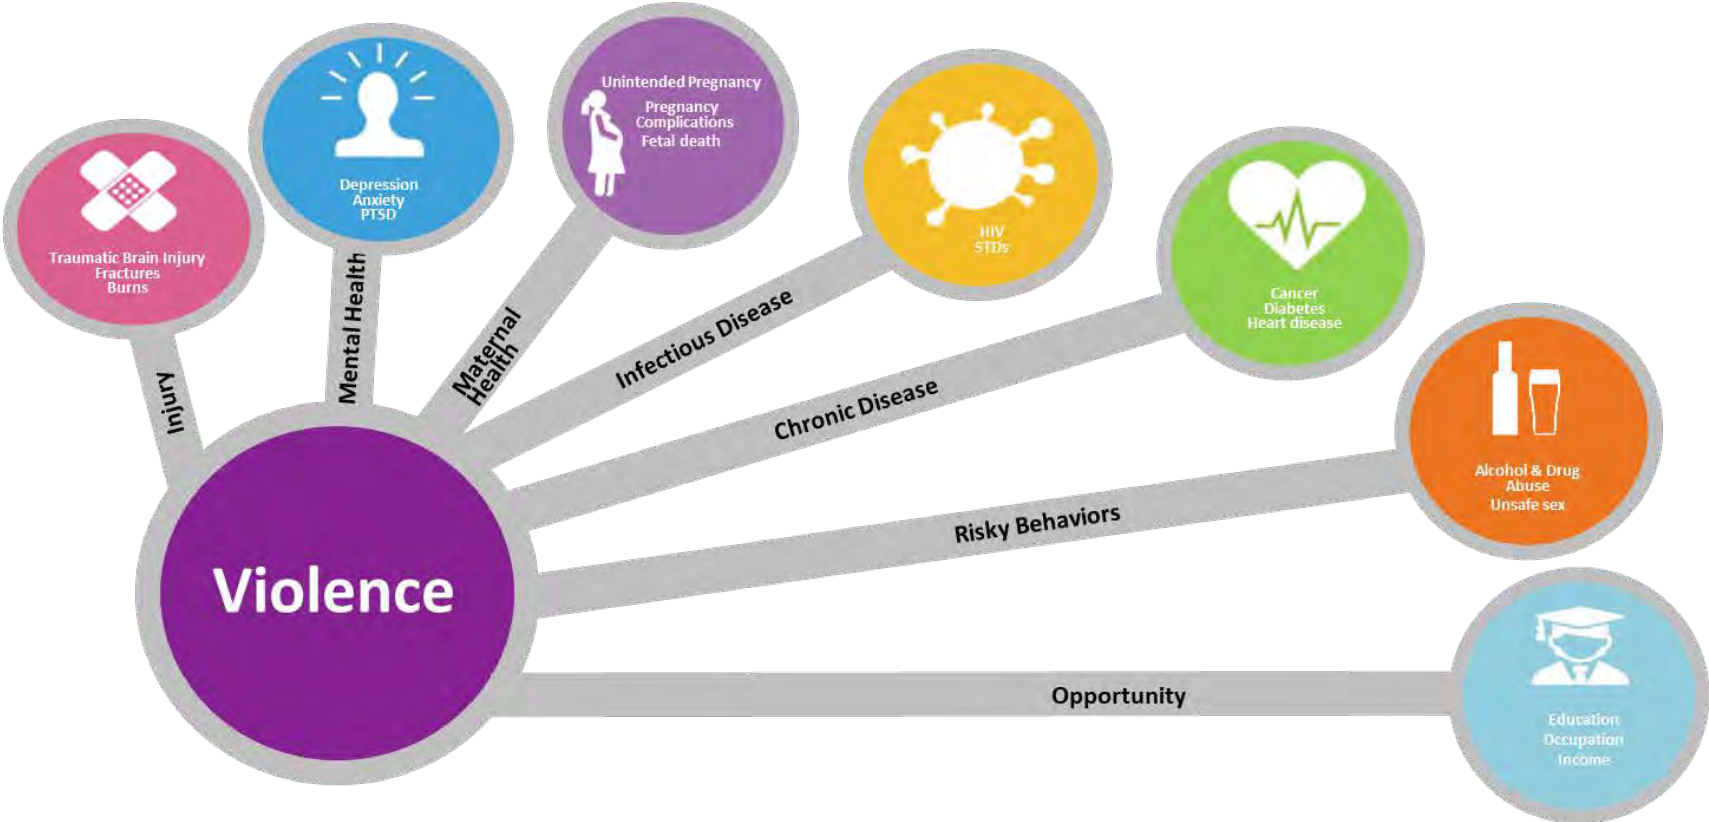 Traumatic Brain Injury
Fractures
Burns
Injury
Depression
Anxiety
PTSD
Mental Health
Unintended Pregnancy
Pregnancy
Complications
Fetal death
Maternal
Health
HIV
STDs
Infectious Disease
Cancer
Diabetes
Heart disease
Chronic Disease
Alcohol & Drug
Abuse
Unsafe sex
Risky Behaviors
Education
Occupation
Income
Opportunity
Violence